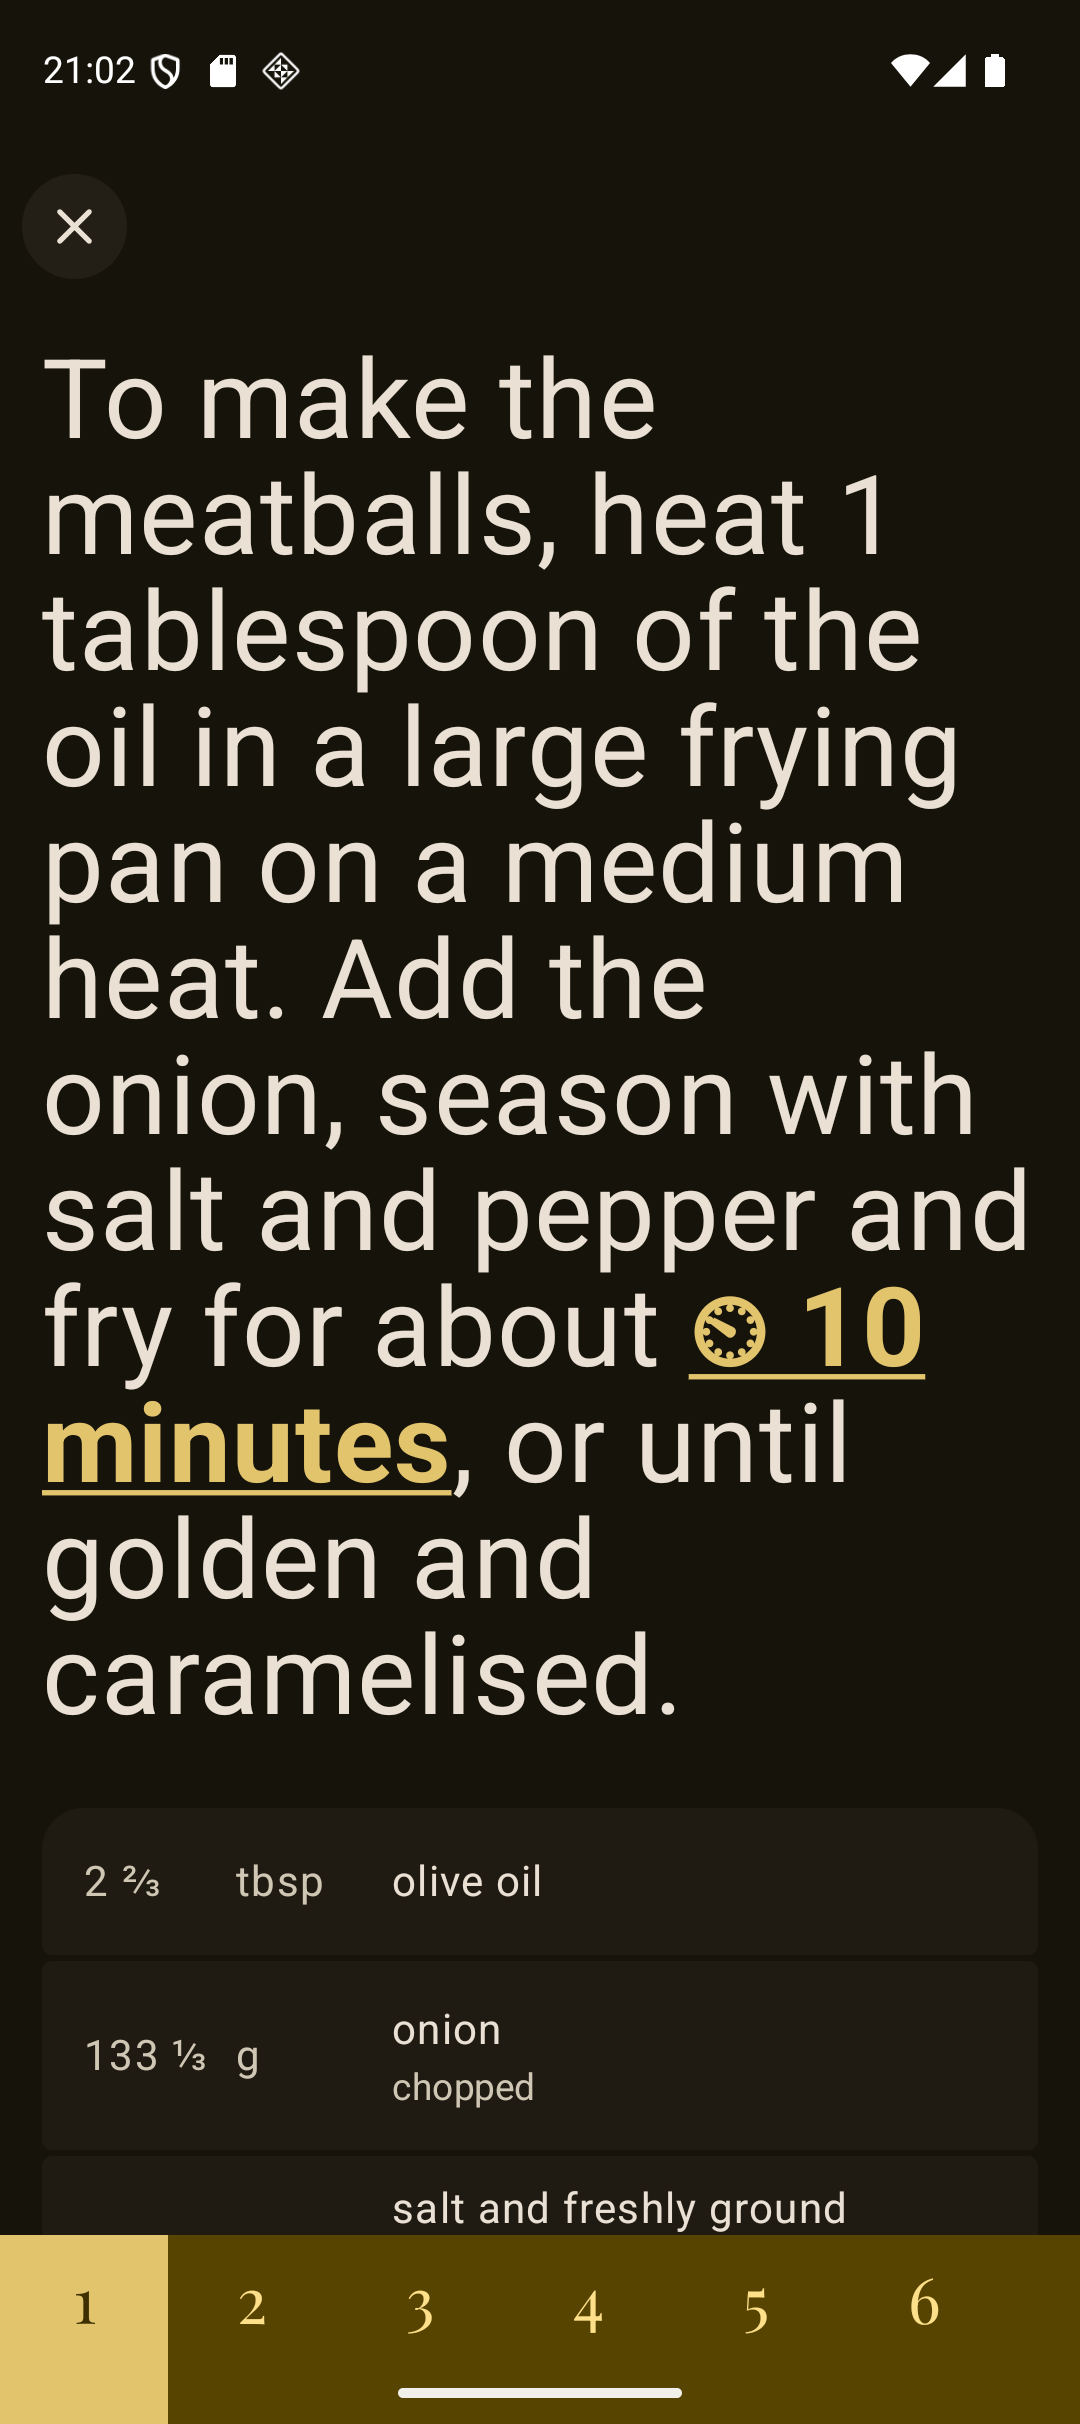 21:02
To make the
meatballs, heat 1
tablespoon of the
oil in a large frying
pan on a medium
heat. Add the
onion, season with
salt and pepper and
fry for about 10
minutes, or until
golden and
caramelised.
2 ⅔ tbsp olive oil
133 ⅓ g onion
chopped
salt and freshly ground
1 2 3 4 5 6